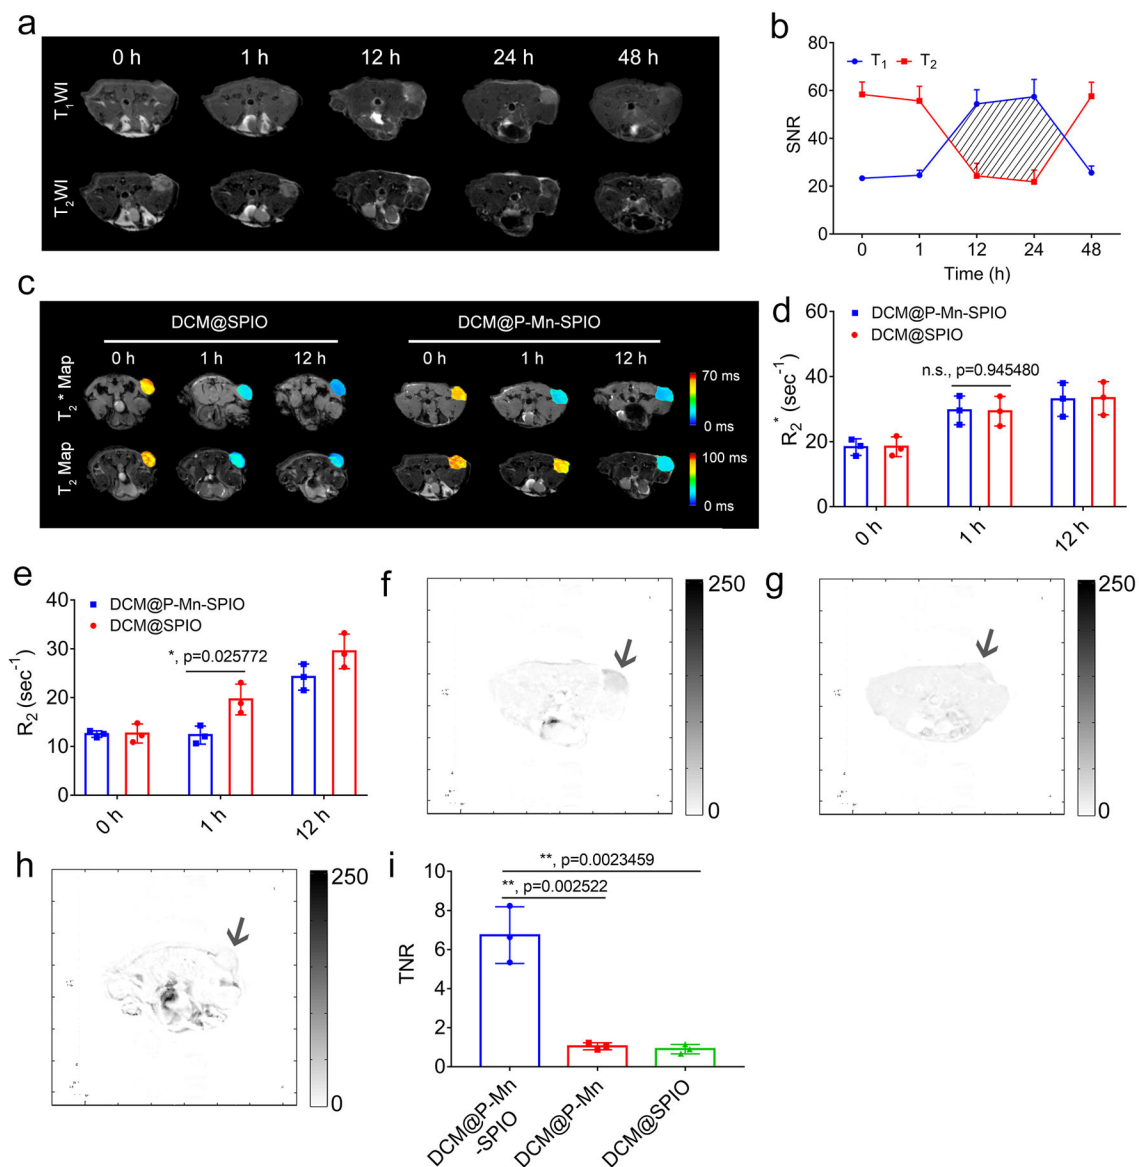 a
0 h 1 h 12 h 24 h 48 h
T1WI
T2WI
b
80
60
40
20
0
SNR
T1 T2
0 1 12 24 48
Time (h)
c
DCM@SPIO DCM@P-Mn-SPIO
0 h 1 h 12 h 0 h 1 h 12 h
T2 * Map
70 ms
0 ms
T2 Map
100 ms
0 ms
d
60
40
20
0
R2* (sec-1)
DCM@P-Mn-SPIO
DCM@SPIO
n.s., p=0.945480
0 h 1 h 12 h
e
40
30
20
10
0
R2 (sec-1)
DCM@P-Mn-SPIO
DCM@SPIO
*, p=0.025772
0 h 1 h 12 h
f
250
0
g
250
0
h
250
0
i
10
8
6
4
2
0
TNR
**, p=0.0023459
**, p=0.002522
DCM@P-Mn
-SPIO
DCM@P-Mn
DCM@SPIO